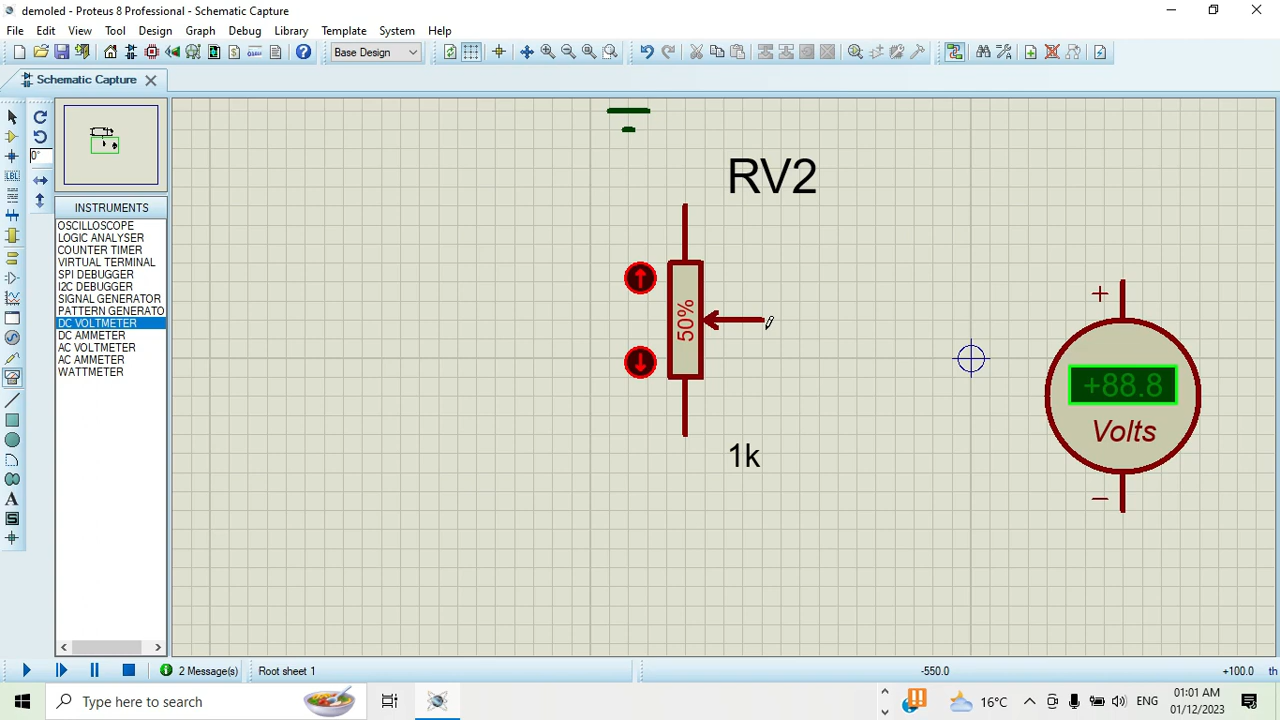 demoled - Proteus 8 Professional - Schematic Capture
File Edit View Tool Design Graph Debug Library Template System Help
Base Design
Schematic Capture
0°
LBL
INSTRUMENTS
OSCILLOSCOPE
LOGIC ANALYSER
COUNTER TIMER
VIRTUAL TERMINAL
SPI DEBUGGER
I2C DEBUGGER
SIGNAL GENERATOR
PATTERN GENERATO
DC VOLTMETER
DC AMMETER
AC VOLTMETER
AC AMMETER
WATTMETER
A
S
RV2
50%
1k
+
+88.8
Volts
−
2 Message(s) Root sheet 1 -550.0 +100.0 th
Type here to search
16°C ENG
01:01 AM
01/12/2023